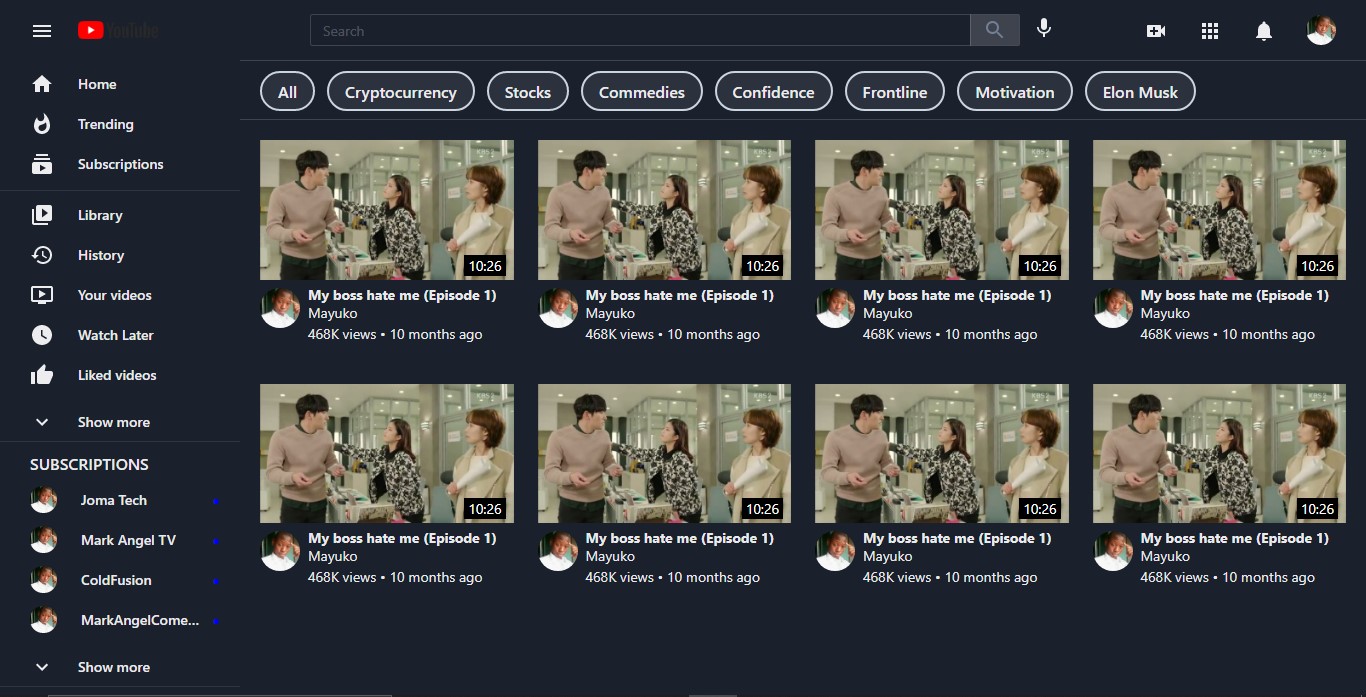 YouTube
Search
Home
Trending
Subscriptions
Library
History
Your videos
Watch Later
Liked videos
Show more
SUBSCRIPTIONS
Joma Tech
Mark Angel TV
ColdFusion
MarkAngelCome...
Show more
All Cryptocurrency Stocks Commedies Confidence Frontline Motivation Elon Musk
10:26 10:26 10:26 10:26
My boss hate me (Episode 1) My boss hate me (Episode 1) My boss hate me (Episode 1) My boss hate me (Episode 1)
Mayuko Mayuko Mayuko Mayuko
468K views • 10 months ago 468K views • 10 months ago 468K views • 10 months ago 468K views • 10 months ago
10:26 10:26 10:26 10:26
My boss hate me (Episode 1) My boss hate me (Episode 1) My boss hate me (Episode 1) My boss hate me (Episode 1)
Mayuko Mayuko Mayuko Mayuko
468K views • 10 months ago 468K views • 10 months ago 468K views • 10 months ago 468K views • 10 months ago